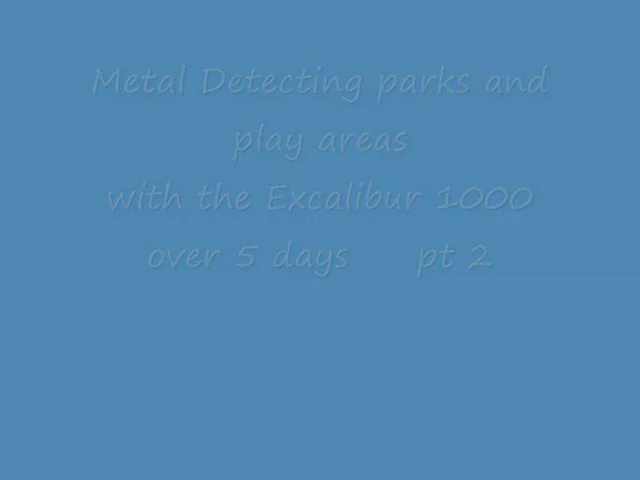 Metal Detecting parks and
play areas
with the Excalibur 1000
over 5 days pt 2